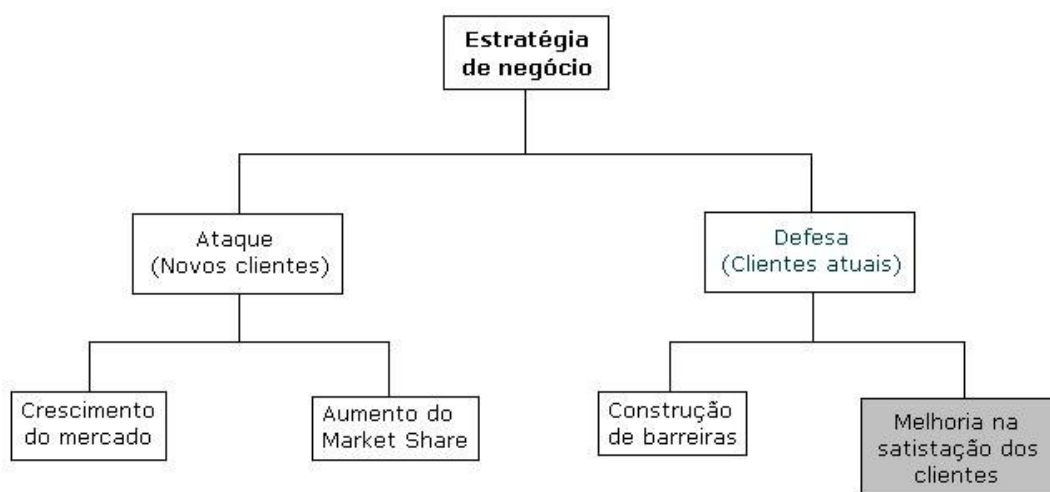 Estratégia
de negócio
Ataque
(Novos clientes)
Defesa
(Clientes atuais)
Crescimento
do mercado
Aumento do
Market Share
Construção
de barreiras
Melhoria na
satistação dos
clientes